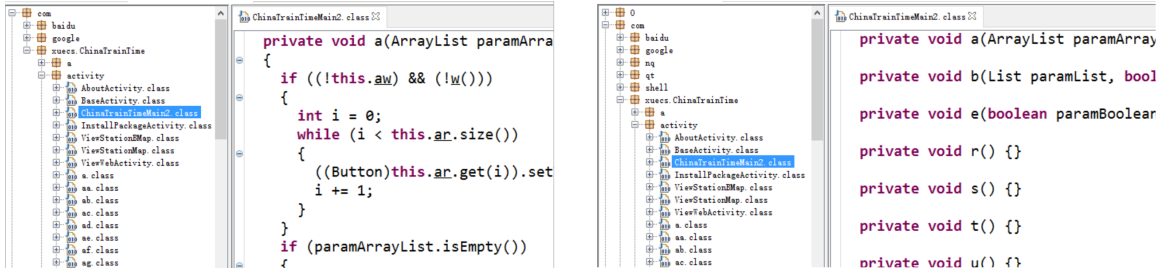 com
baidu
google
xuecs.ChinaTrainTime
a
activity
AboutActivity.class
BaseActivity.class
ChinaTrainTimeMain2.class
InstallPackageActivity.class
ViewStationBMap.class
ViewStationMap.class
ViewWebActivity.class
a.class
aa.class
ab.class
ac.class
ad.class
ae.class
af.class
ag.class
ChinaTrainTimeMain2.class
private void a(ArrayList paramArra
{
if ((!this.aw) && (!w()))
{
int i = 0;
while (i < this.ar.size())
{
((Button)this.ar.get(i)).set
i += 1;
}
}
if (paramArrayList.isEmpty())
{
O
com
baidu
google
nq
qt
shell
xuecs.ChinaTrainTime
a
activity
AboutActivity.class
BaseActivity.class
ChinaTrainTimeMain2.class
InstallPackageActivity.class
ViewStationBMap.class
ViewStationMap.class
ViewWebActivity.class
a.class
aa.class
ab.class
ac.class
ChinaTrainTimeMain2.class
private void a(ArrayList paramArray
private void b(List paramList, bool
private void e(boolean paramBoolean
private void r() {}
private void s() {}
private void t() {}
private void u() {}